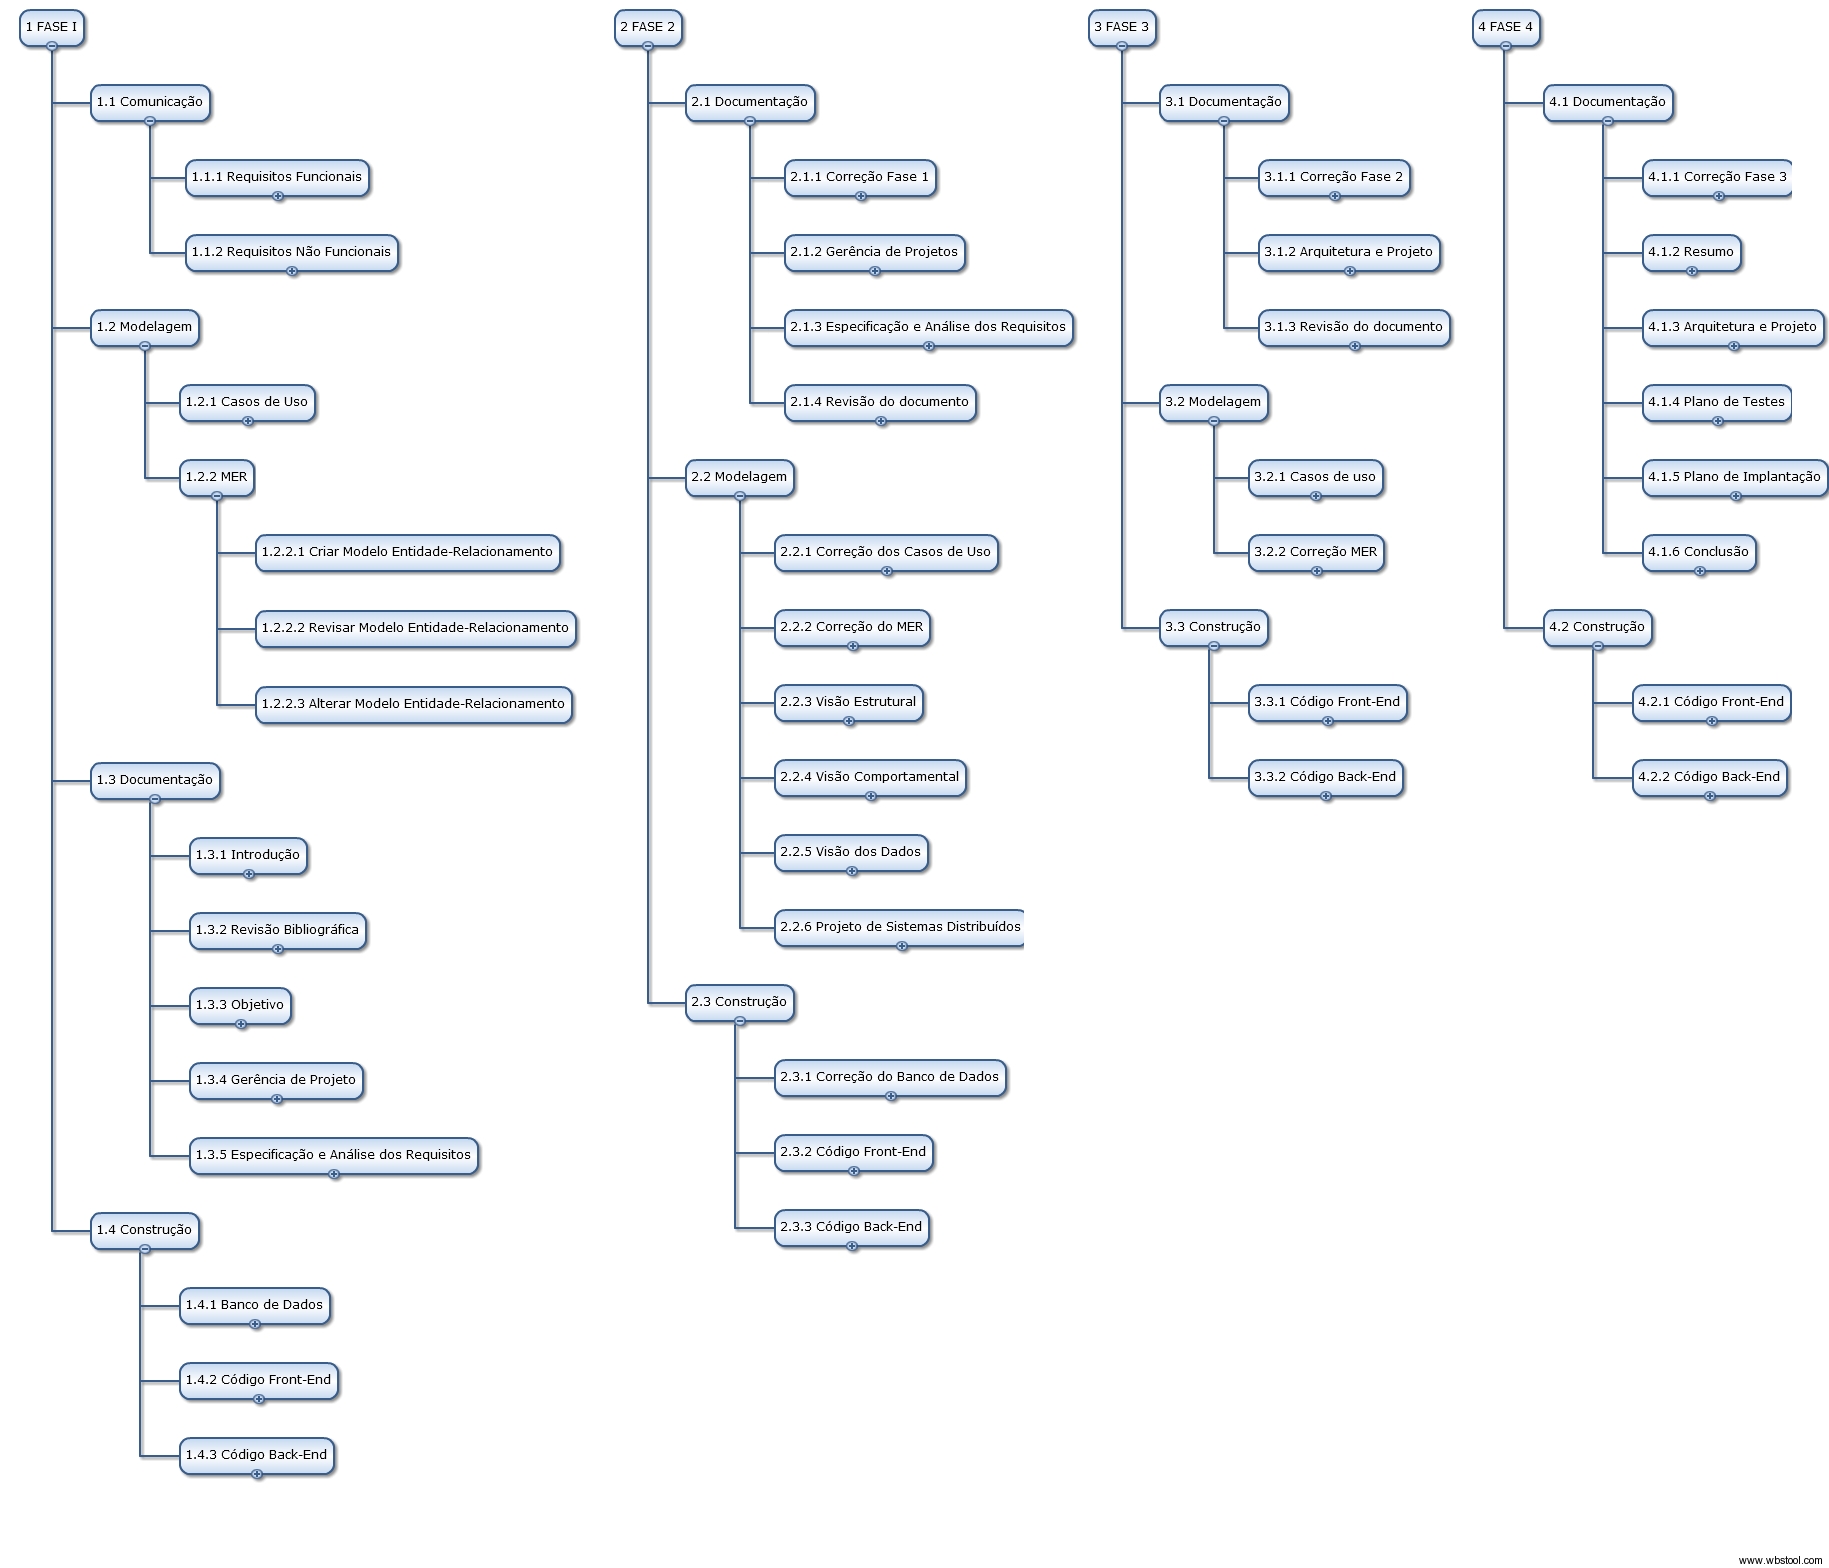 1 FASE I
1.1 Comunicação
1.1.1 Requisitos Funcionais
1.1.2 Requisitos Não Funcionais
1.2 Modelagem
1.2.1 Casos de Uso
1.2.2 MER
1.2.2.1 Criar Modelo Entidade-Relacionamento
1.2.2.2 Revisar Modelo Entidade-Relacionamento
1.2.2.3 Alterar Modelo Entidade-Relacionamento
1.3 Documentação
1.3.1 Introdução
1.3.2 Revisão Bibliográfica
1.3.3 Objetivo
1.3.4 Gerência de Projeto
1.3.5 Especificação e Análise dos Requisitos
1.4 Construção
1.4.1 Banco de Dados
1.4.2 Código Front-End
1.4.3 Código Back-End
2 FASE 2
2.1 Documentação
2.1.1 Correção Fase 1
2.1.2 Gerência de Projetos
2.1.3 Especificação e Análise dos Requisitos
2.1.4 Revisão do documento
2.2 Modelagem
2.2.1 Correção dos Casos de Uso
2.2.2 Correção do MER
2.2.3 Visão Estrutural
2.2.4 Visão Comportamental
2.2.5 Visão dos Dados
2.2.6 Projeto de Sistemas Distribuídos
2.3 Construção
2.3.1 Correção do Banco de Dados
2.3.2 Código Front-End
2.3.3 Código Back-End
3 FASE 3
3.1 Documentação
3.1.1 Correção Fase 2
3.1.2 Arquitetura e Projeto
3.1.3 Revisão do documento
3.2 Modelagem
3.2.1 Casos de uso
3.2.2 Correção MER
3.3 Construção
3.3.1 Código Front-End
3.3.2 Código Back-End
4 FASE 4
4.1 Documentação
4.1.1 Correção Fase 3
4.1.2 Resumo
4.1.3 Arquitetura e Projeto
4.1.4 Plano de Testes
4.1.5 Plano de Implantação
4.1.6 Conclusão
4.2 Construção
4.2.1 Código Front-End
4.2.2 Código Back-End
www.wbstool.com